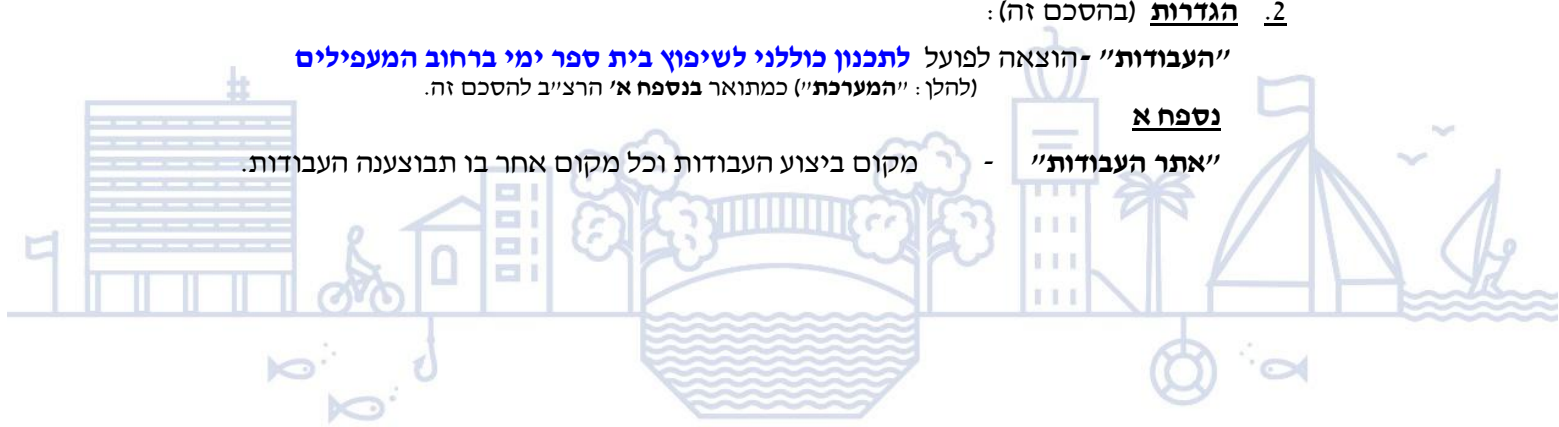 2. הגדרות (בהסכם זה):
"העבודות" -הוצאה לפועל לתכנון כוללני לשיפוץ בית ספר ימי ברחוב המעפילים
(להלן: "המערכת") כמתואר בנספח א' הרצ"ב להסכם זה.
נספח א
"אתר העבודות" - מקום ביצוע העבודות וכל מקום אחר בו תבוצענה העבודות.